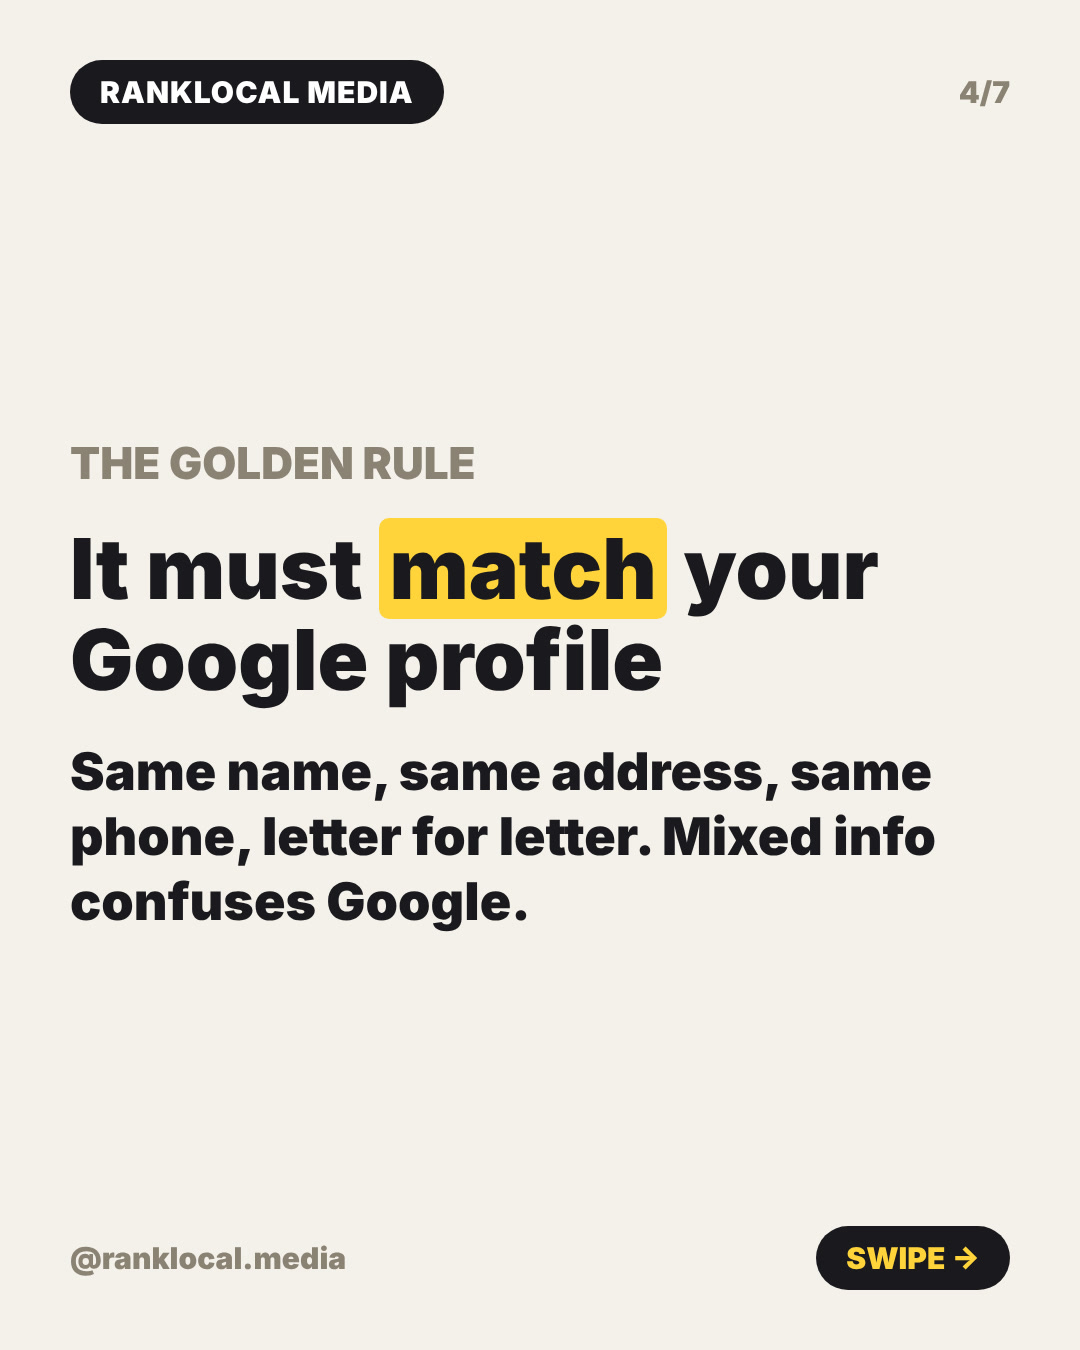 RANKLOCAL MEDIA
4/7
THE GOLDEN RULE
It must match your
Google profile
Same name, same address, same
phone, letter for letter. Mixed info
confuses Google.
@ranklocal.media
SWIPE →